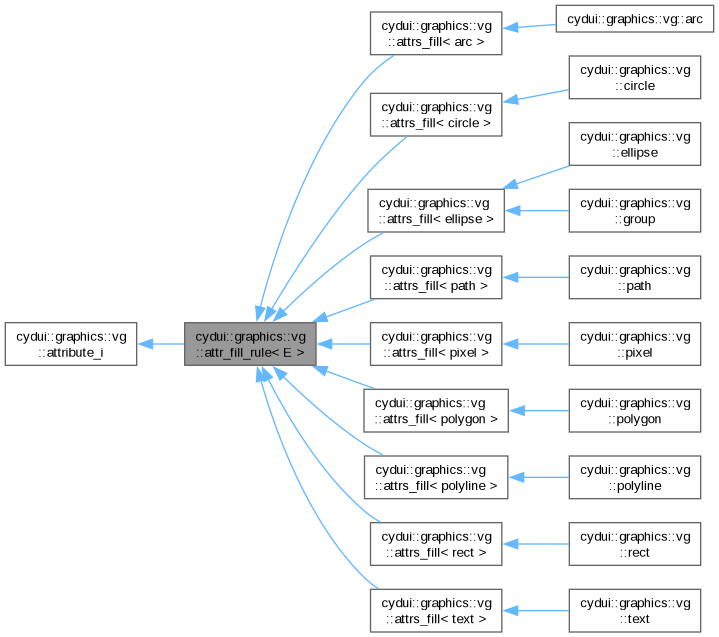 cydui::graphics::vg
::attribute_i
cydui::graphics::vg
::attr_fill_rule< E >
cydui::graphics::vg
::attrs_fill< arc >
cydui::graphics::vg
::attrs_fill< circle >
cydui::graphics::vg
::attrs_fill< ellipse >
cydui::graphics::vg
::attrs_fill< path >
cydui::graphics::vg
::attrs_fill< pixel >
cydui::graphics::vg
::attrs_fill< polygon >
cydui::graphics::vg
::attrs_fill< polyline >
cydui::graphics::vg
::attrs_fill< rect >
cydui::graphics::vg
::attrs_fill< text >
cydui::graphics::vg::arc
cydui::graphics::vg
::circle
cydui::graphics::vg
::ellipse
cydui::graphics::vg
::group
cydui::graphics::vg
::path
cydui::graphics::vg
::pixel
cydui::graphics::vg
::polygon
cydui::graphics::vg
::polyline
cydui::graphics::vg
::rect
cydui::graphics::vg
::text